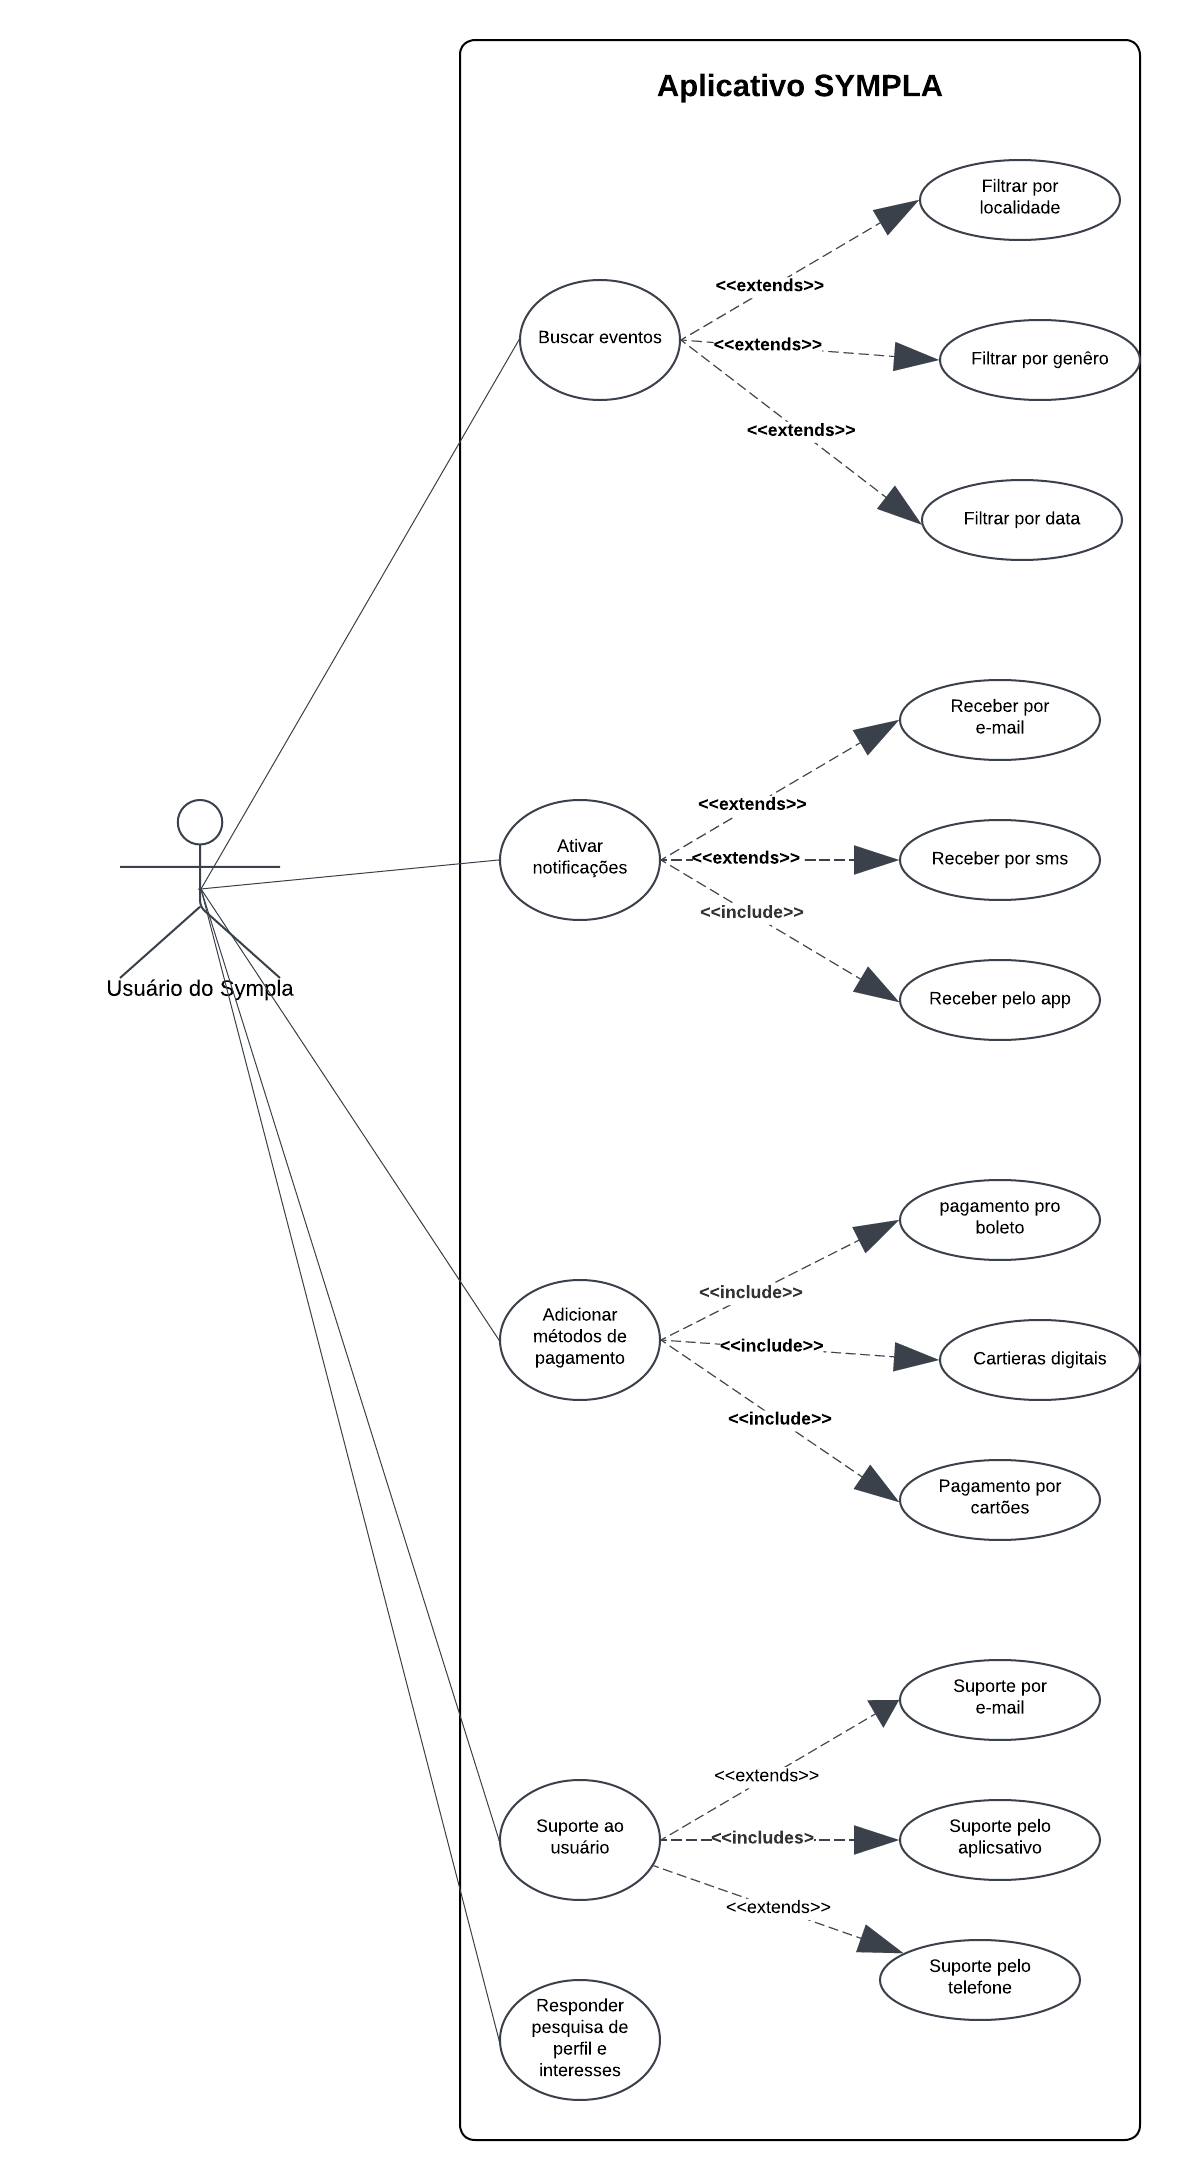 Aplicativo SYMPLA
Filtrar por
localidade
<<extends>>
Buscar eventos
<<extends>>
Filtrar por genêro
<<extends>>
Filtrar por data
Receber por
e-mail
<<extends>>
Ativar
notificações
<<extends>>
Receber por sms
<<include>>
Receber pelo app
Usuário do Sympla
pagamento pro
boleto
<<include>>
Adicionar
métodos de
pagamento
<<include>>
Cartieras digitais
<<include>>
Pagamento por
cartões
Suporte por
e-mail
<<extends>>
Suporte ao
usuário
<<includes>
Suporte pelo
aplicsativo
<<extends>>
Suporte pelo
telefone
Responder
pesquisa de
perfil e
interesses